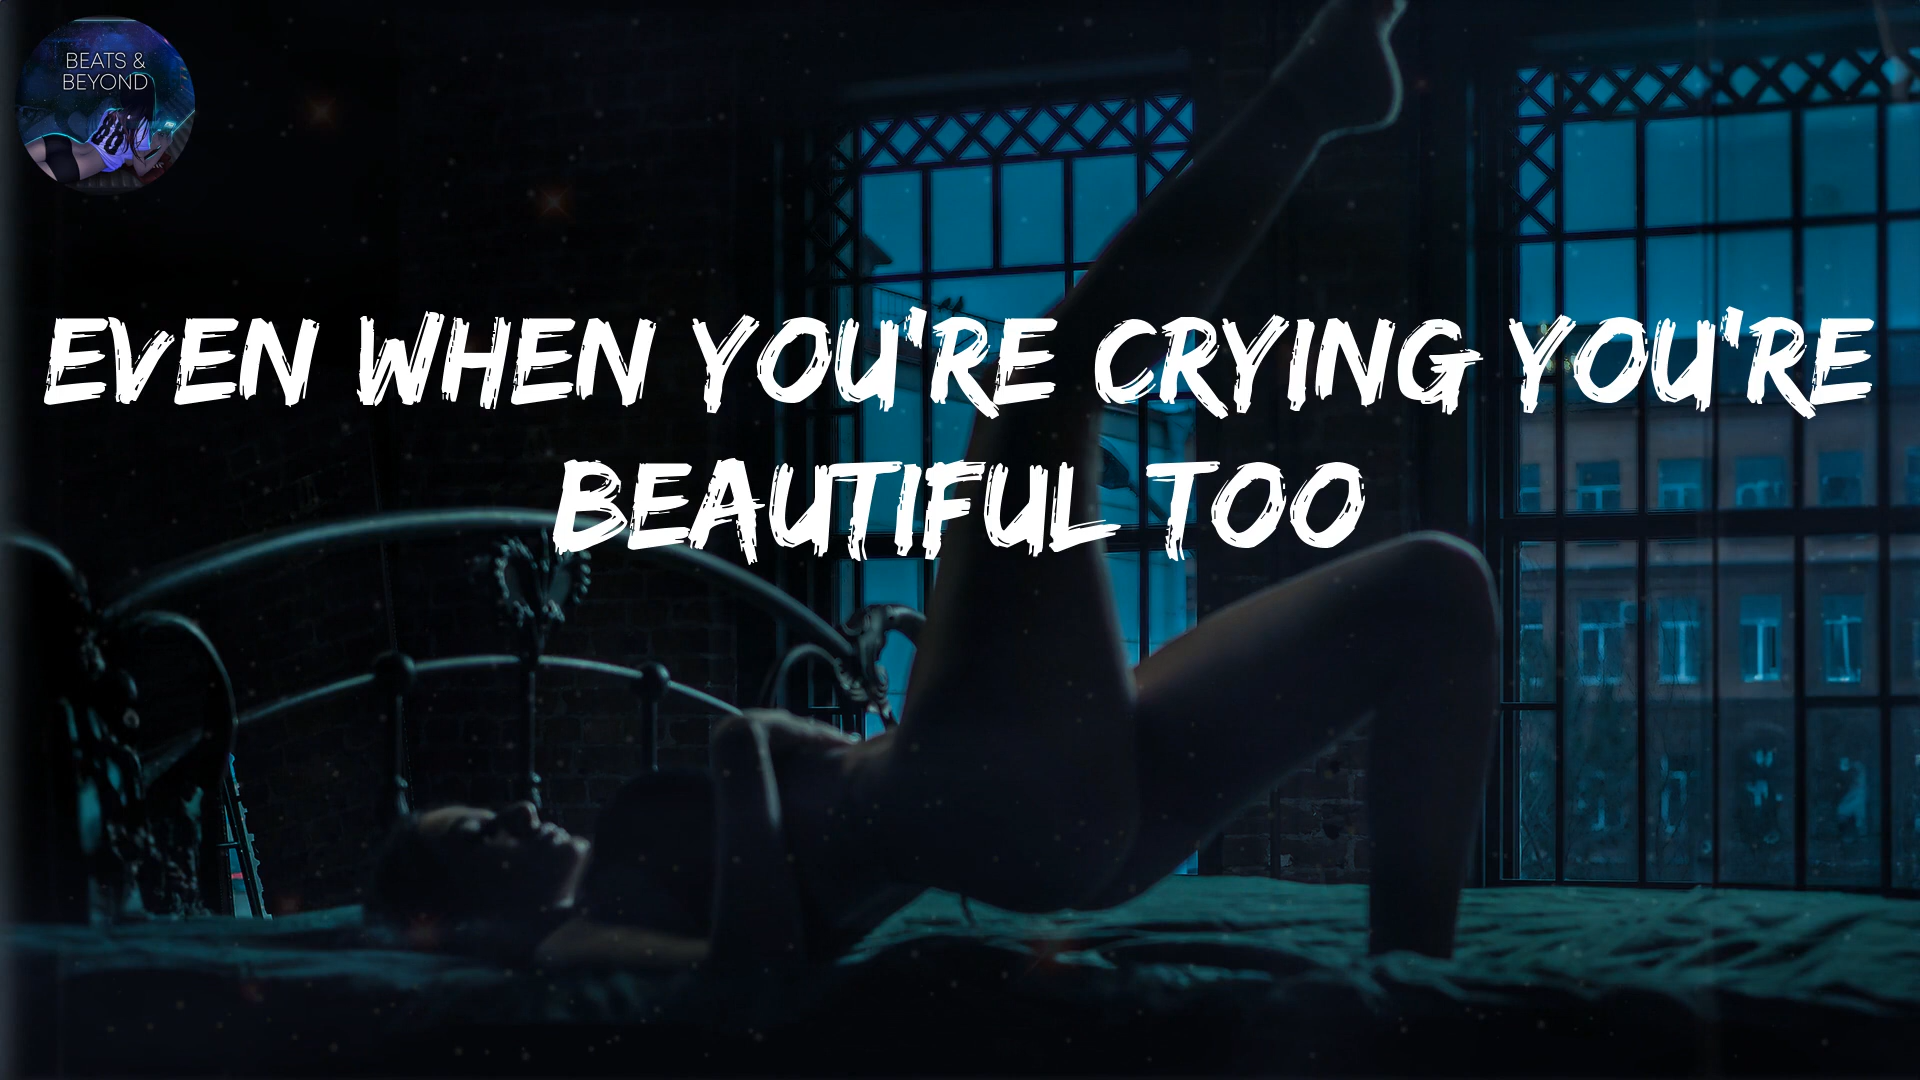 BEATS &
BEYOND
EVEN WHEN YOU'RE CRYING YOU'RE
BEAUTIFUL TOO